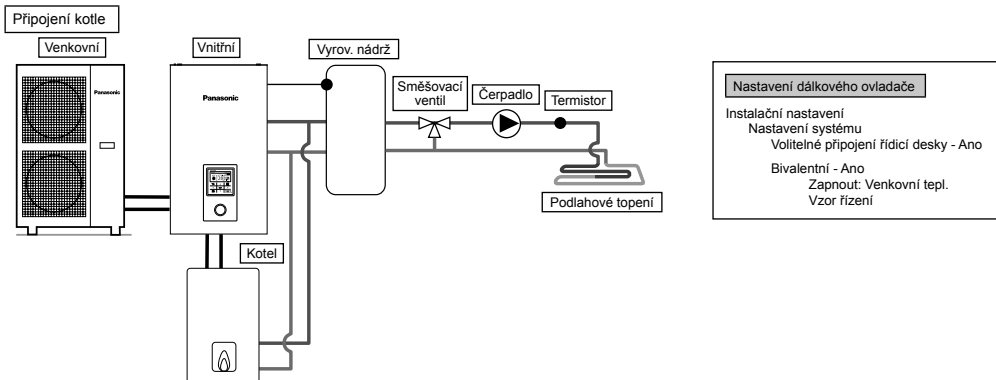 Připojení kotle
Venkovní
Vnitřní
Vyrov. nádrž
Směšovací
ventil
Čerpadlo
Termistor
Panasonic
Panasonic
Podlahové topení
Kotel
Nastavení dálkového ovladače
Instalační nastavení
Nastavení systému
Volitelné připojení řídicí desky - Ano
Bivalentní - Ano
Zapnout: Venkovní tepl.
Vzor řízení